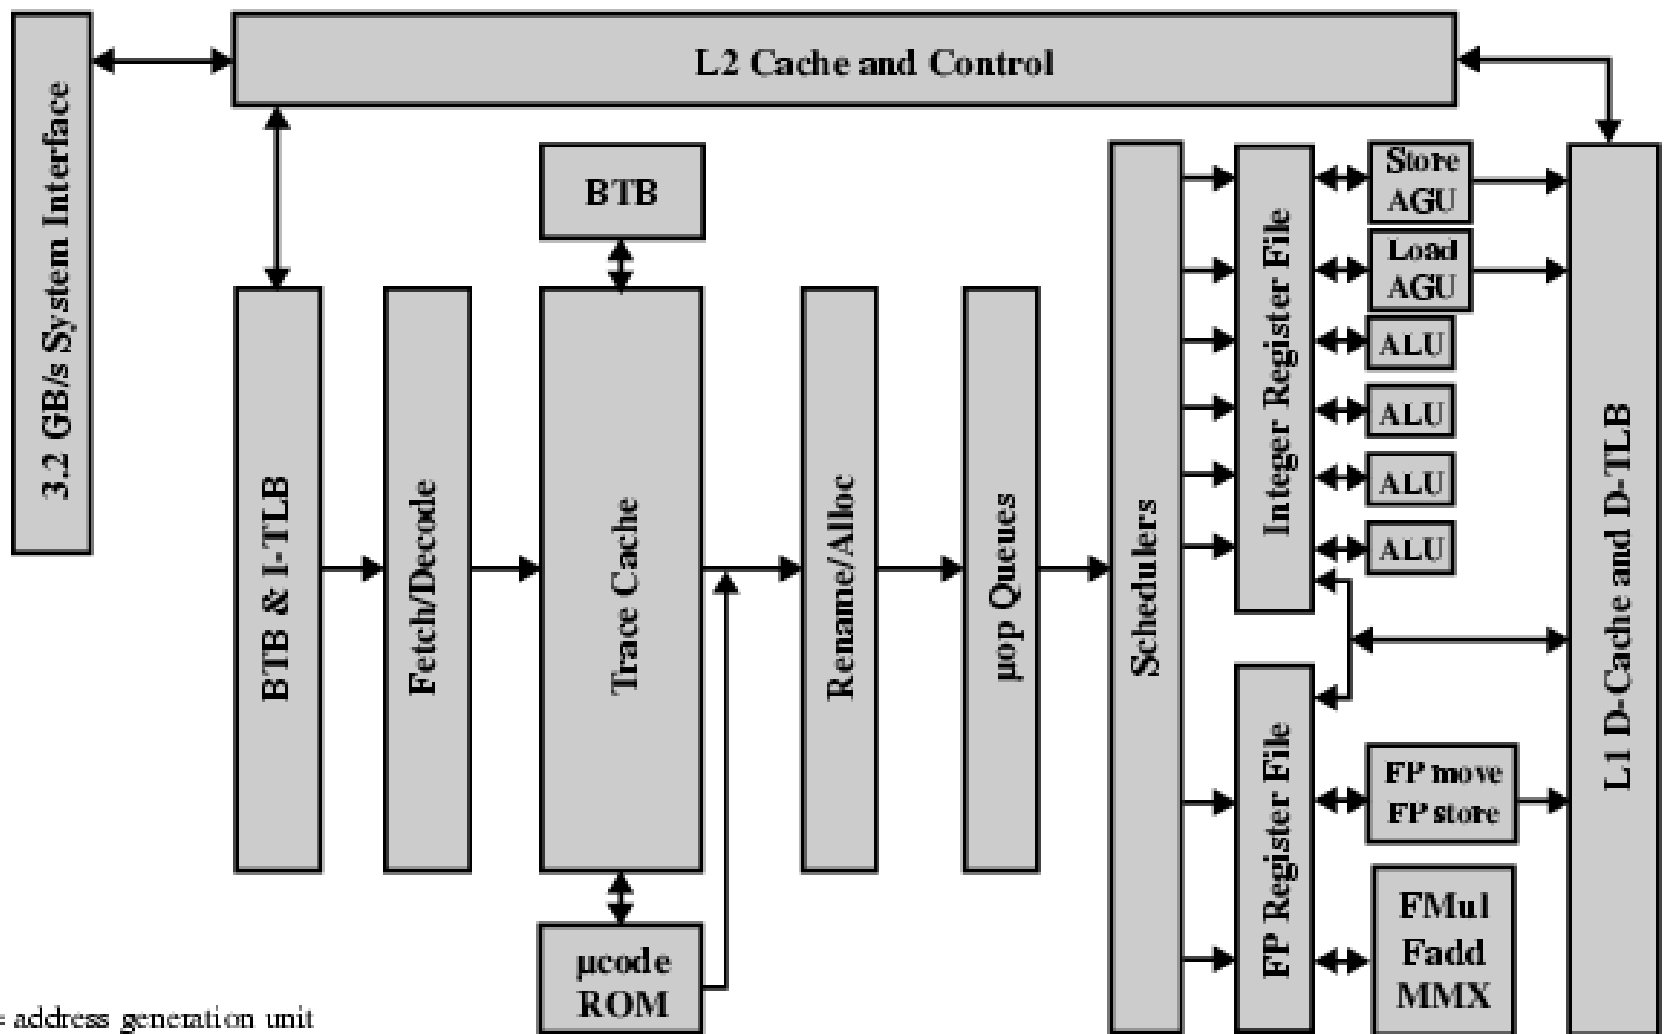 3.2 GB/s System Interface
L2 Cache and Control
BTB
BTB & I-TLB
Fetch/Decode
Trace Cache
µcode
ROM
Rename/Alloc
µop Queues
Schedulers
Integer Register File
FP Register File
Store
AGU
Load
AGU
ALU
ALU
ALU
ALU
FP move
FP store
FMul
Fadd
MMX
L1 D-Cache and D-TLB
= address generation unit